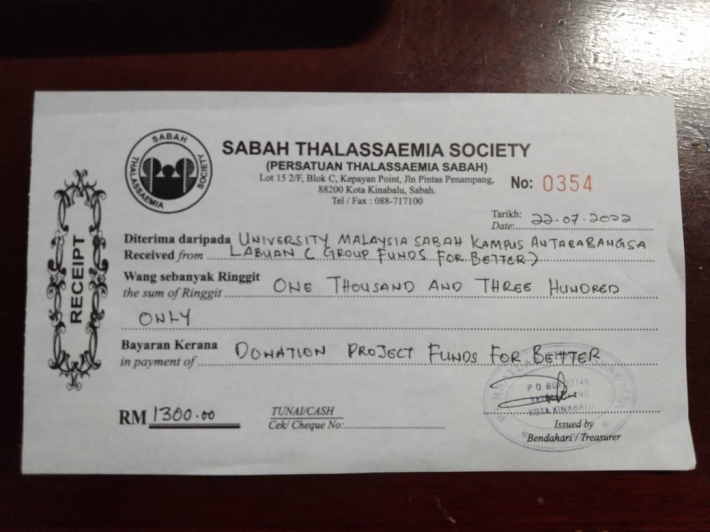 SABAH
THALASSAEMIA SOCIETY
SABAH THALASSAEMIA SOCIETY
(PERSATUAN THALASSAEMIA SABAH)
Lot 15 2/F, Blok C, Kepayan Point, Jln Pintas Penampang,
88200 Kota Kinabalu, Sabah.
Tel / Fax : 088-717100
No: 0354
Tarikh:
Date: 22-07-2022
RECEIPT
Diterima daripada UNIVERSITY MALAYSIA SABAH KAMPUS ANTARABANGSA
Received from LABUAN ( GROUP FUNDS FOR BETTER)
Wang sebanyak Ringgit
the sum of Ringgit ONE THOUSAND AND THREE HUNDRED
ONLY
Bayaran Kerana
in payment of DONATION PROJECT FUNDS FOR BETTER
P O. BOX
KOTA KINABALU
RM 1300.00
TUNAI/CASH
Cek/ Cheque No:
Issued by
Bendahari / Treasurer